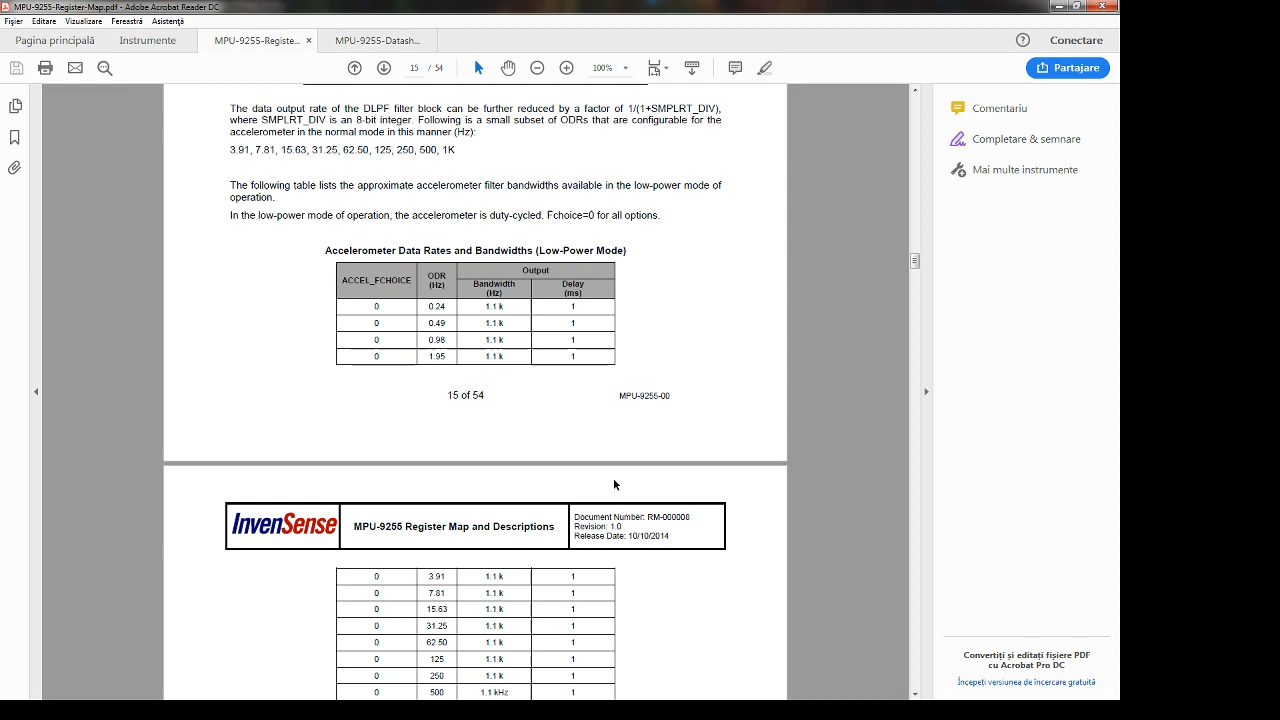 MPU-9255-Register-Map.pdf - Adobe Acrobat Reader DC
Fișier Editare Vizualizare Fereastră Asistență
Pagina principală Instrumente MPU-9255-Registe... × MPU-9255-Datash... Conectare
15 / 54 100% Partajare
The data output rate of the DLPF filter block can be further reduced by a factor of 1/(1+SMPLRT_DIV),
where SMPLRT_DIV is an 8-bit integer. Following is a small subset of ODRs that are configurable for the
accelerometer in the normal mode in this manner (Hz):
3.91, 7.81, 15.63, 31.25, 62.50, 125, 250, 500, 1K
The following table lists the approximate accelerometer filter bandwidths available in the low-power mode of
operation.
In the low-power mode of operation, the accelerometer is duty-cycled. Fchoice=0 for all options.
Accelerometer Data Rates and Bandwidths (Low-Power Mode)
ACCEL_FCHOICE ODR (Hz) Output
Bandwidth (Hz) Delay (ms)
0 0.24 1.1 k 1
0 0.49 1.1 k 1
0 0.98 1.1 k 1
0 1.95 1.1 k 1
15 of 54 MPU-9255-00
InvenSense MPU-9255 Register Map and Descriptions
Document Number: RM-000008
Revision: 1.0
Release Date: 10/10/2014
0 3.91 1.1 k 1
0 7.81 1.1 k 1
0 15.63 1.1 k 1
0 31.25 1.1 k 1
0 62.50 1.1 k 1
0 125 1.1 k 1
0 250 1.1 k 1
0 500 1.1 kHz 1
Comentariu
Completare & semnare
Mai multe instrumente
Convertiți și editați fișiere PDF
cu Acrobat Pro DC
Începeți versiunea de încercare gratuită